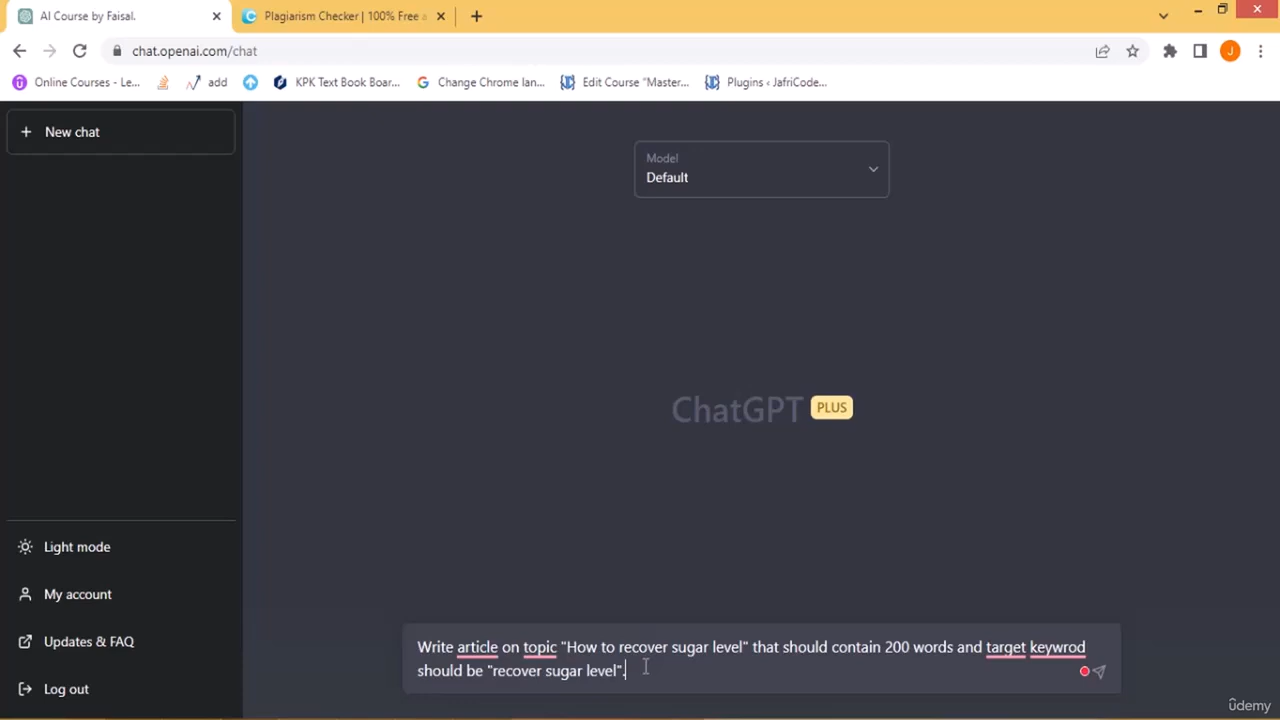 AI Course by Faisal.
Plagiarism Checker | 100% Free a
chat.openai.com/chat
J
Online Courses - Le...
add
KPK Text Book Boar...
Change Chrome lan...
Edit Course "Master...
Plugins ‹ JafriCode...
New chat
Model
Default
ChatGPT PLUS
Light mode
My account
Updates & FAQ
Log out
Write article on topic "How to recover sugar level" that should contain 200 words and target keywrod
should be "recover sugar level".
ûdemy